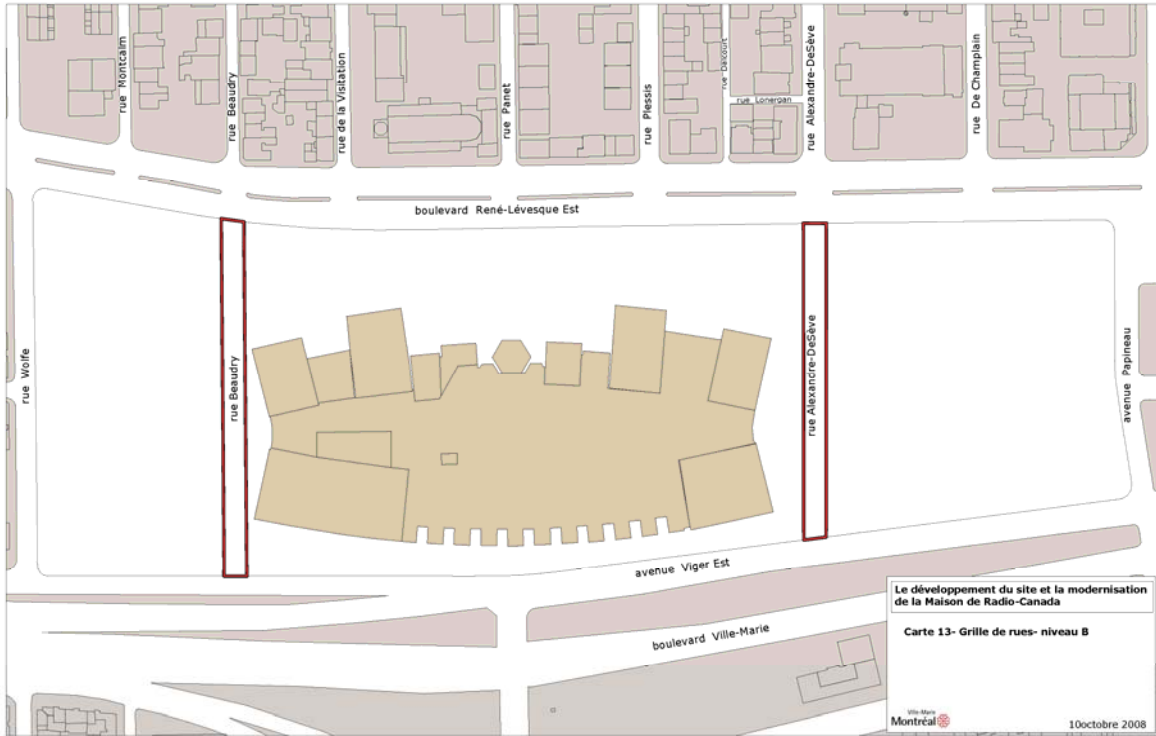 rue Montcalm
rue Beaudry
rue de la Visitation
rue Panet
rue Plessis
rue Dalcourt
rue Lonergan
rue Alexandre-DeSève
rue De Champlain
boulevard René-Lévesque Est
rue Wolfe
rue Beaudry
rue Alexandre-DeSève
avenue Papineau
avenue Viger Est
boulevard Ville-Marie
Le développement du site et la modernisation
de la Maison de Radio-Canada
Carte 13- Grille de rues- niveau B
Ville-Marie
Montréal
10octobre 2008